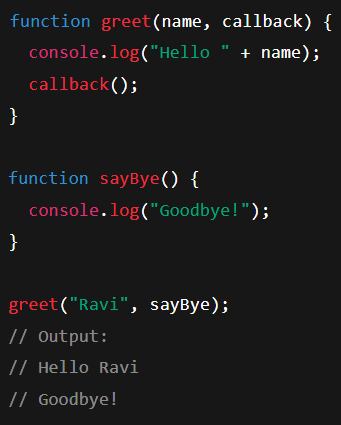 function greet(name, callback) {
  console.log("Hello " + name);
  callback();
}

function sayBye() {
  console.log("Goodbye!");
}

greet("Ravi", sayBye);
// Output:
// Hello Ravi
// Goodbye!